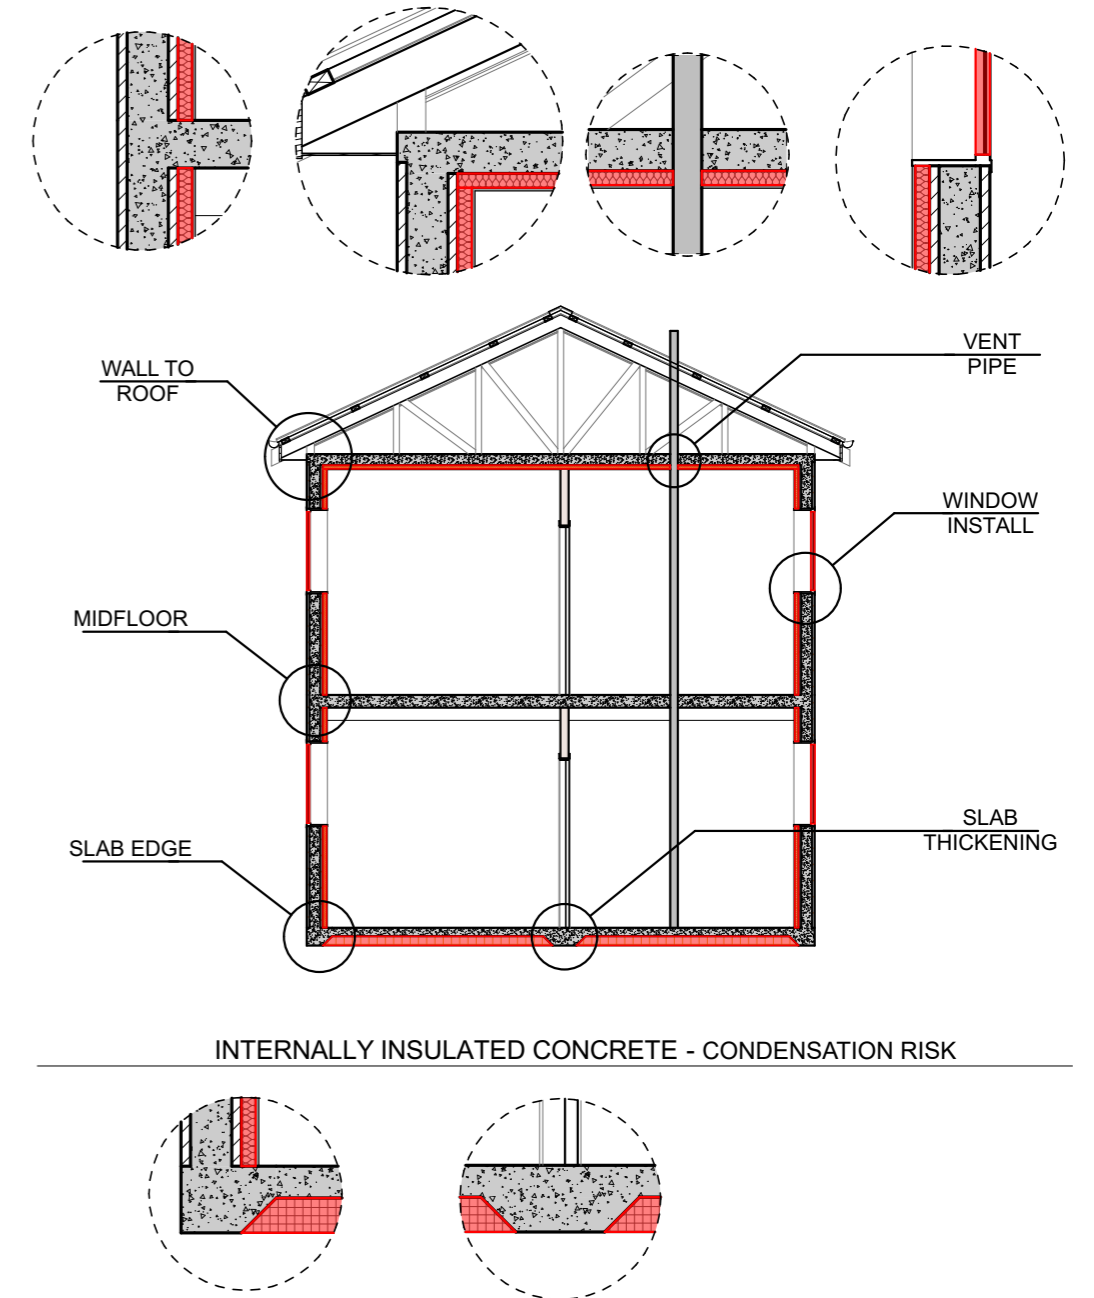 WALL TO
ROOF
VENT
PIPE
WINDOW
INSTALL
MIDFLOOR
SLAB
THICKENING
SLAB EDGE
INTERNALLY INSULATED CONCRETE - CONDENSATION RISK